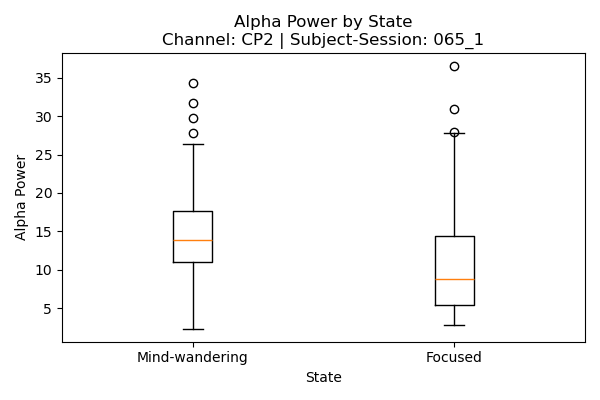 Alpha Power by State
Channel: CP2 | Subject-Session: 065_1
Alpha Power
35
30
25
20
15
10
5
Mind-wandering
Focused
State